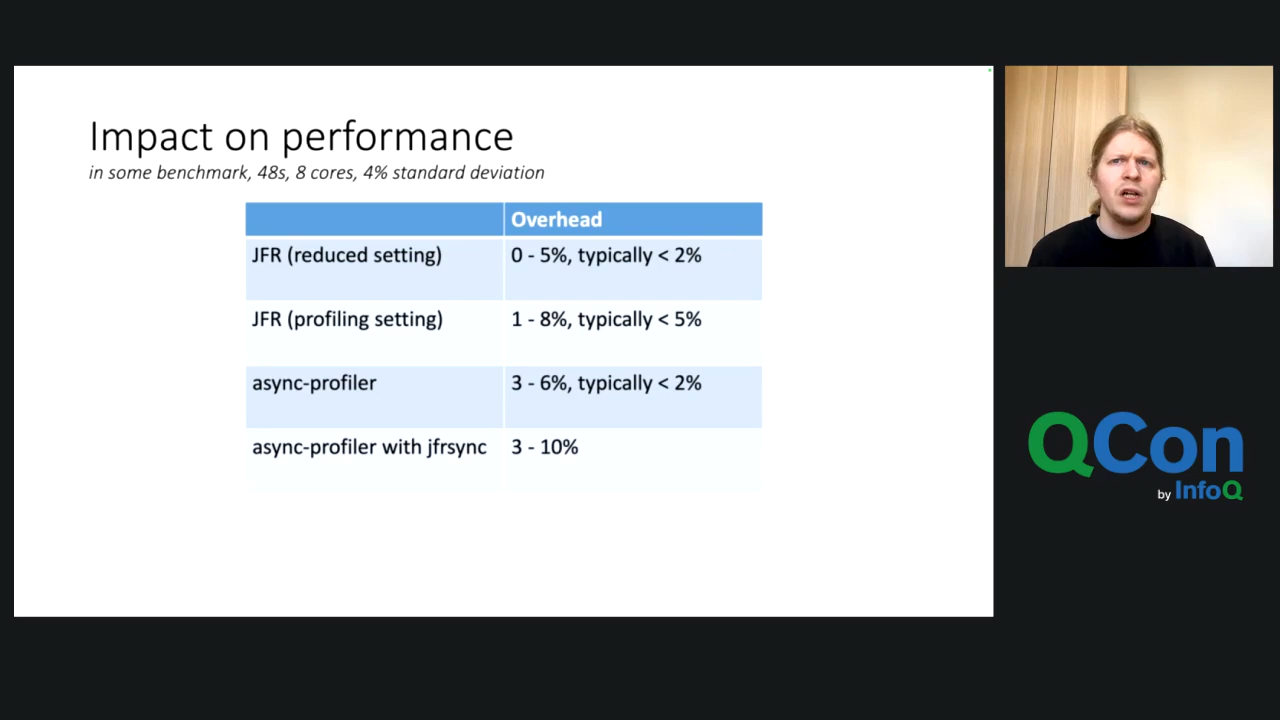 Impact on performance
in some benchmark, 48s, 8 cores, 4% standard deviation
Overhead
JFR (reduced setting) 0 - 5%, typically < 2%
JFR (profiling setting) 1 - 8%, typically < 5%
async-profiler 3 - 6%, typically < 2%
async-profiler with jfrsync 3 - 10%
QCon
by InfoQ